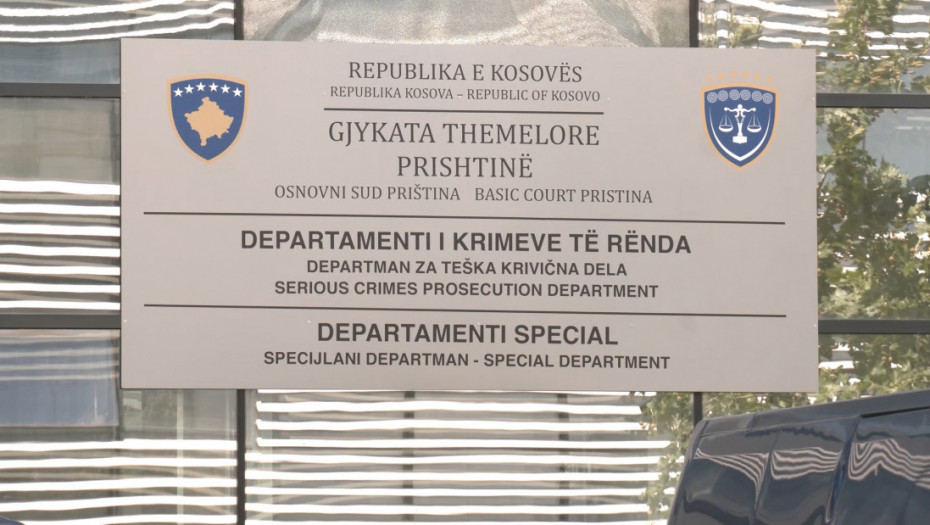 REPUBLIKA E KOSOVËS
REPUBLIKA KOSOVA – REPUBLIC OF KOSOVO
GJYKATA THEMELORE
PRISHTINË
OSNOVNI SUD PRIŠTINA BASIC COURT PRISTINA
DEPARTAMENTI I KRIMEVE TË RËNDA
DEPARTMAN ZA TEŠKA KRIVIČNA DELA
SERIOUS CRIMES PROSECUTION DEPARTMENT
DEPARTAMENTI SPECIAL
SPECIJLANI DEPARTMAN - SPECIAL DEPARTMENT